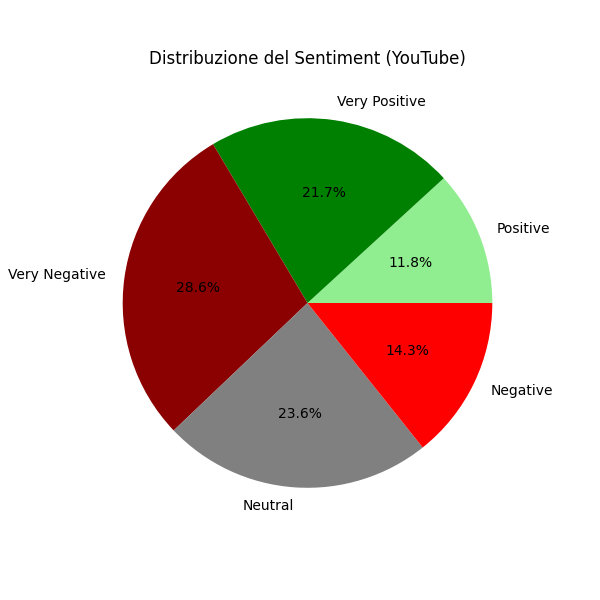 Distribuzione del Sentiment (YouTube)
Very Positive
21.7%
Positive
11.8%
Very Negative
28.6%
14.3%
Negative
23.6%
Neutral